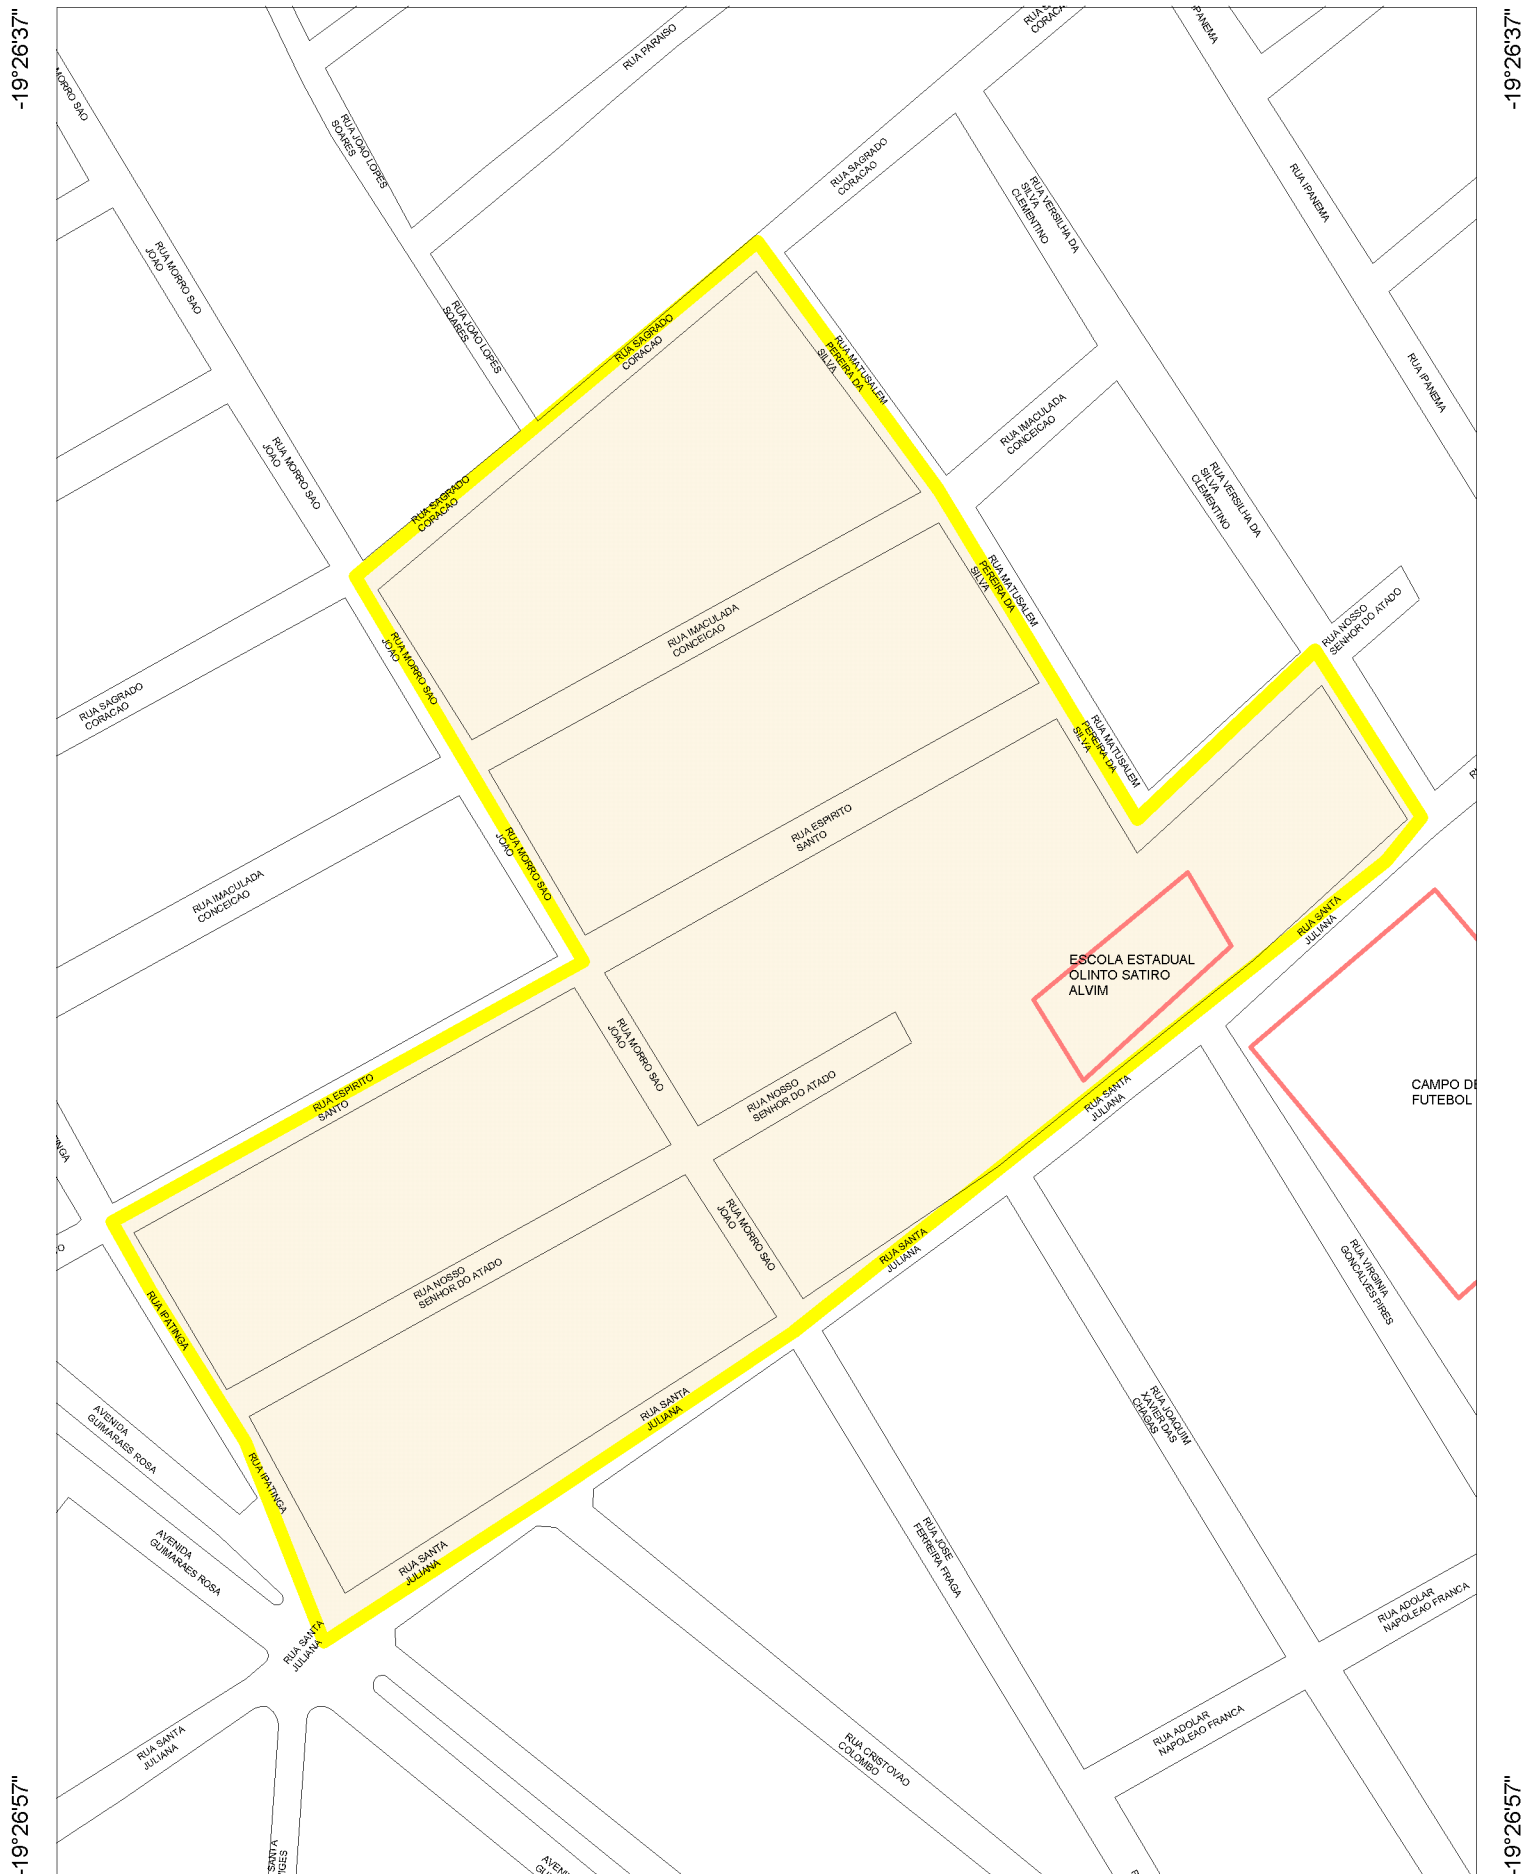 -19°26'37"
-19°26'37"
RUA PARAISO
CORACA
IPANEMA
MORRO SAO
RUA JOAO LOPES
SOARES
RUA SAGRADO
CORACAO
RUA VERSILHA DA
SILVA
CLEMENTINO
RUA IPANEMA
RUA MORRO SAO
JOAO
RUA JOAO LOPES
SOARES
RUA SAGRADO
CORACAO
RUA MATUSALEM
PEREIRA DA
SILVA
RUA IPANEMA
RUA IMACULADA
CONCEICAO
RUA MORRO SAO
JOAO
RUA SAGRADO
CORACAO
RUA VERSILHA DA
SILVA
CLEMENTINO
RUA MATUSALEM
PEREIRA DA
SILVA
RUA NOSSO
SENHOR DO ATADO
RUA IMACULADA
CONCEICAO
RUA MORRO SAO
JOAO
RUA SAGRADO
CORACAO
RUA MATUSALEM
PEREIRA DA
SILVA
RUA ESPIRITO
SANTO
RUA MORRO SAO
JOAO
RUA IMACULADA
CONCEICAO
RUA SANTA
JULIANA
ESCOLA ESTADUAL
OLINTO SATIRO
ALVIM
RUA MORRO SAO
JOAO
RUA NOSSO
SENHOR DO ATADO
RUA SANTA
JULIANA
CAMPO DE
FUTEBOL
RUA ESPIRITO
SANTO
RUA MORRO SAO
JOAO
RUA SANTA
JULIANA
RUA VIRGINIA
GONCALVES PIRES
RUA NOSSO
SENHOR DO ATADO
RUA IPATINGA
RUA SANTA
JULIANA
RUA JOAQUIM
XAVIER DAS
CHAGAS
AVENIDA
GUIMARAES ROSA
RUA IPATINGA
AVENIDA
GUIMARAES ROSA
RUA SANTA
JULIANA
RUA JOSE
FERREIRA FRAGA
RUA ADOLAR
NAPOLEAO FRANCA
RUA SANTA
JULIANA
RUA SANTA
JULIANA
RUA CRISTOVAO
COLOMBO
RUA ADOLAR
NAPOLEAO FRANCA
SANTA
-19°26'57"
-19°26'57"